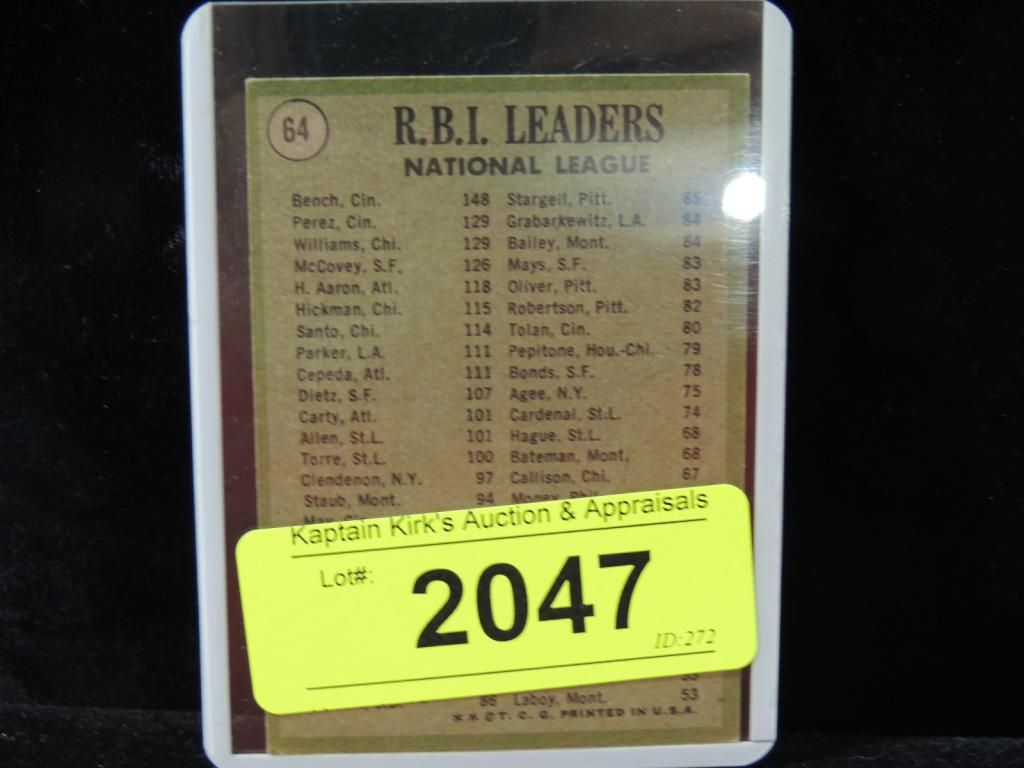 64
R.B.I. LEADERS
NATIONAL LEAGUE
Bench, Cin. 148 Stargell, Pitt. 85
Perez, Cin. 129 Grabarkewitz, L.A. 84
Williams, Chi. 129 Bailey, Mont. 84
McCovey, S.F. 126 Mays, S.F. 83
H. Aaron, Atl. 118 Oliver, Pitt. 83
Hickman, Chi. 115 Robertson, Pitt. 82
Santo, Chi. 114 Tolan, Cin. 80
Parker, L.A. 111 Pepitone, Hou.-Chi. 79
Cepeda, Atl. 111 Bonds, S.F. 78
Dietz, S.F. 107 Agee, N.Y. 75
Carty, Atl. 101 Cardenal, St.L. 74
Allen, St.L. 101 Hague, St.L. 68
Torre, St.L. 100 Bateman, Mont. 68
Clendenon, N.Y. 97 Callison, Chi. 67
Staub, Mont. 94 Money, Phil.
Kaptain Kirk's Auction & Appraisals
Lot#: 2047
ID:272
86 Laboy, Mont. 53
** © T. C. G. PRINTED IN U.S.A.